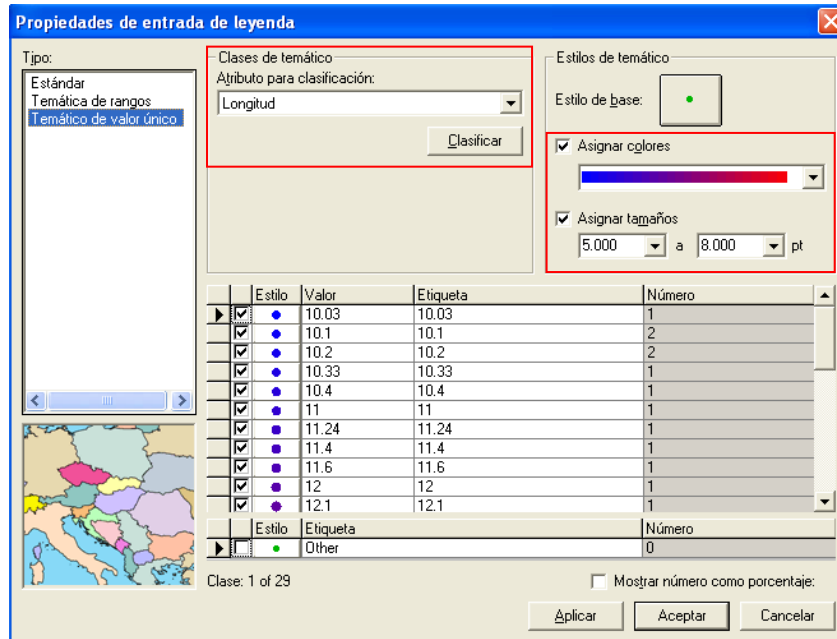 Propiedades de entrada de leyenda
Tipo:
Estándar
Temática de rangos
Temático de valor único
Clases de temático
Atributo para clasificación:
Longitud
Clasificar
Estilos de temático
Estilo de base:
Asignar colores
Asignar tamaños
5.000 a 8.000 pt
Estilo Valor Etiqueta Número
10.03 10.03 1
10.1 10.1 2
10.2 10.2 2
10.33 10.33 1
10.4 10.4 1
11 11 1
11.24 11.24 1
11.4 11.4 1
11.6 11.6 1
12 12 1
12.1 12.1 1
Estilo Etiqueta Número
Other 0
Clase: 1 of 29
Mostrar número como porcentaje:
Aplicar Aceptar Cancelar